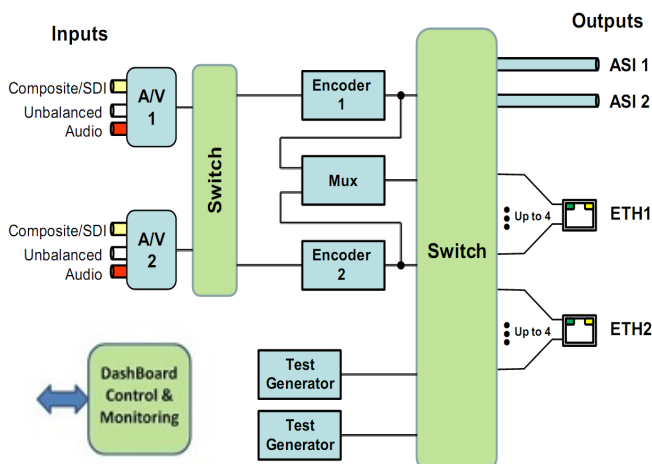 Inputs
Outputs
Composite/SDI
Unbalanced
Audio
A/V
1
Composite/SDI
Unbalanced
Audio
A/V
2
Switch
Encoder
1
Mux
Encoder
2
Test
Generator
Test
Generator
Switch
ASI 1
ASI 2
Up to 4
ETH1
Up to 4
ETH2
DashBoard
Control &
Monitoring